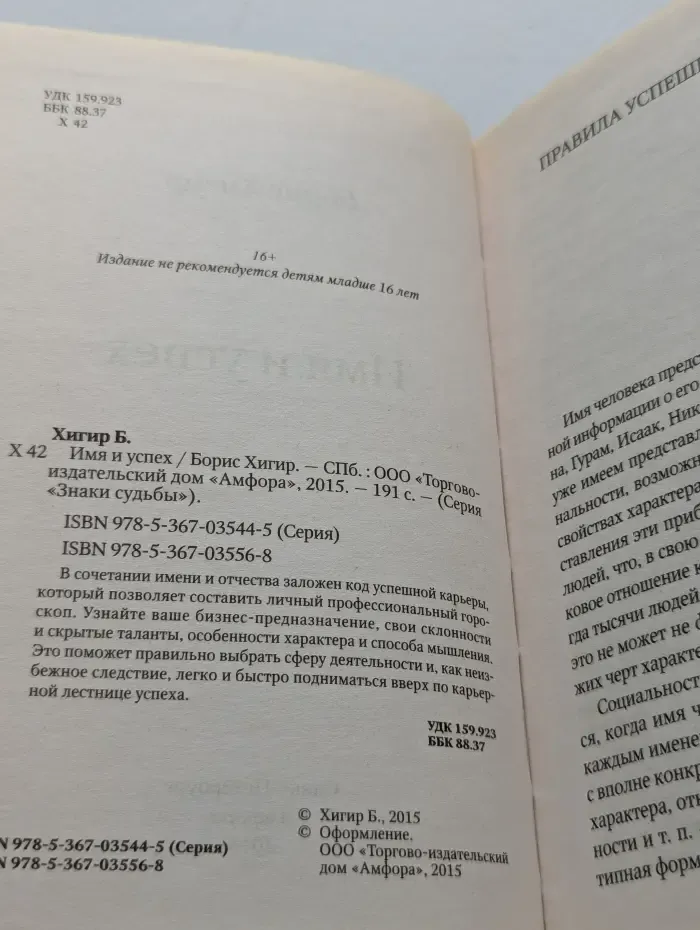 УДК 159.923
ББК 88.37
Х 42
16+
Издание не рекомендуется детям младше 16 лет
Хигир Б.
Х 42 Имя и успех / Борис Хигир. — СПб. : ООО «Торгово-
издательский дом «Амфора», 2015. — 191 с. — (Серия
«Знаки судьбы»).
ISBN 978-5-367-03544-5 (Серия)
ISBN 978-5-367-03556-8
В сочетании имени и отчества заложен код успешной карьеры,
который позволяет составить личный профессиональный горо-
скоп. Узнайте ваше бизнес-предназначение, свои склонности
и скрытые таланты, особенности характера и способа мышления.
Это поможет правильно выбрать сферу деятельности и, как неиз-
бежное следствие, легко и быстро подниматься вверх по карьер-
ной лестнице успеха.
УДК 159.923
ББК 88.37
N 978-5-367-03544-5 (Серия)
N 978-5-367-03556-8
© Хигир Б., 2015
© Оформление.
ООО «Торгово-издательский
дом «Амфора», 2015
ПРАВИЛА УСПЕШ
Имя человека предс
ной информации о его
на, Гурам, Исаак, Ник
уже имеем представл
нальности, возможн
свойствах характера
ставления эти приб
людей, что, в свою
ковое отношение к
гда тысячи людей,
это не может не ф
жих черт характе
Социальност
ся, когда имя ч
каждым имене
с вполне конкр
характера, отн
ности и т. п.
типная форм